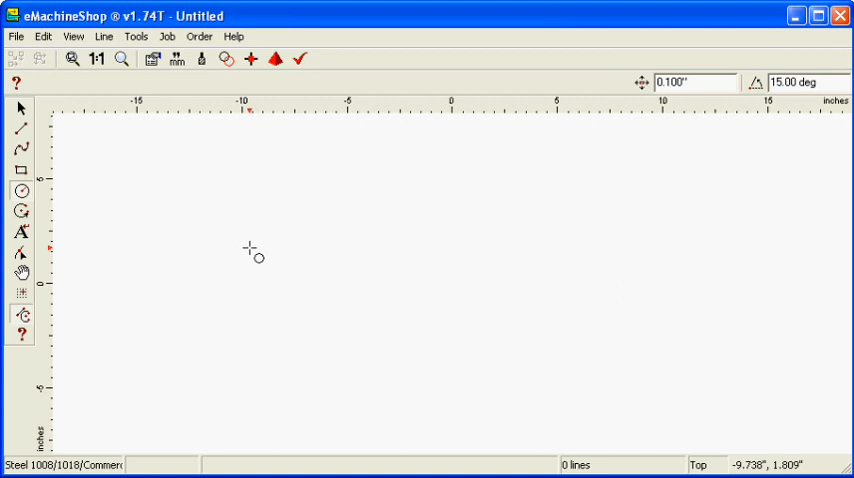 eMachineShop ® v1.74T - Untitled
File Edit View Line Tools Job Order Help
1:1 mm
0.100" 15.00 deg
-15 -10 -5 0 5 10 15 inches
5
0
-5
inches
Steel 1008/1018/Commerc 0 lines Top -9.738", 1.809"